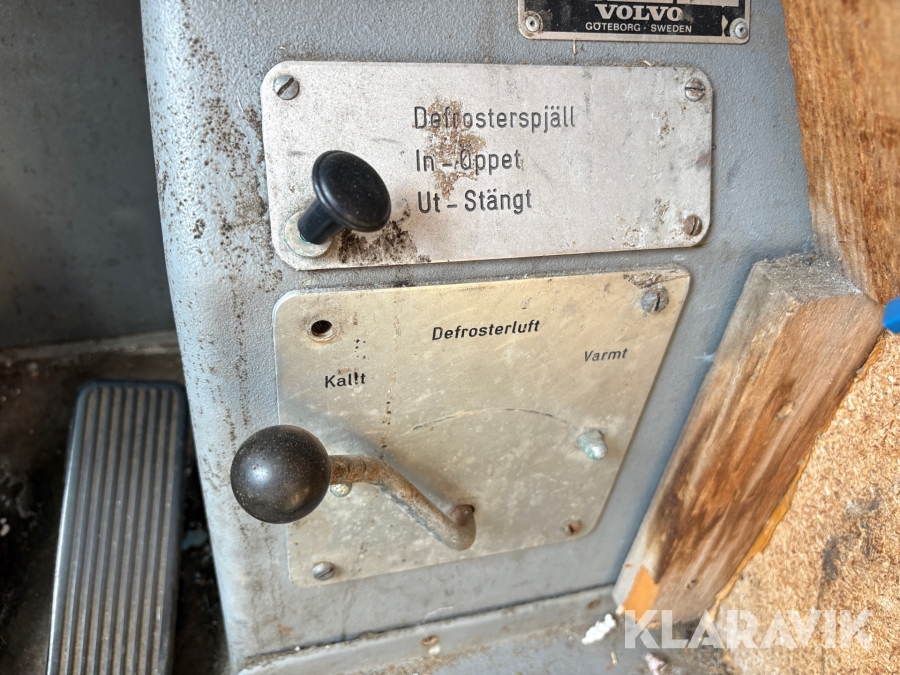 VOLVO
GÖTEBORG - SWEDEN
Defrosterspjäll
In - Öppet
Ut - Stängt
Defrosterluft
Varmt
Kallt
KLARAVIK